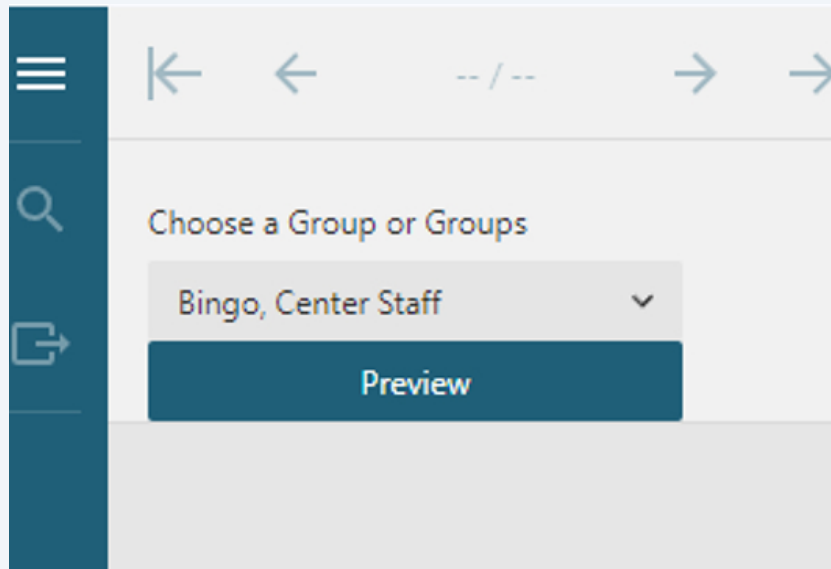 -- / --
Choose a Group or Groups
Bingo, Center Staff
Preview